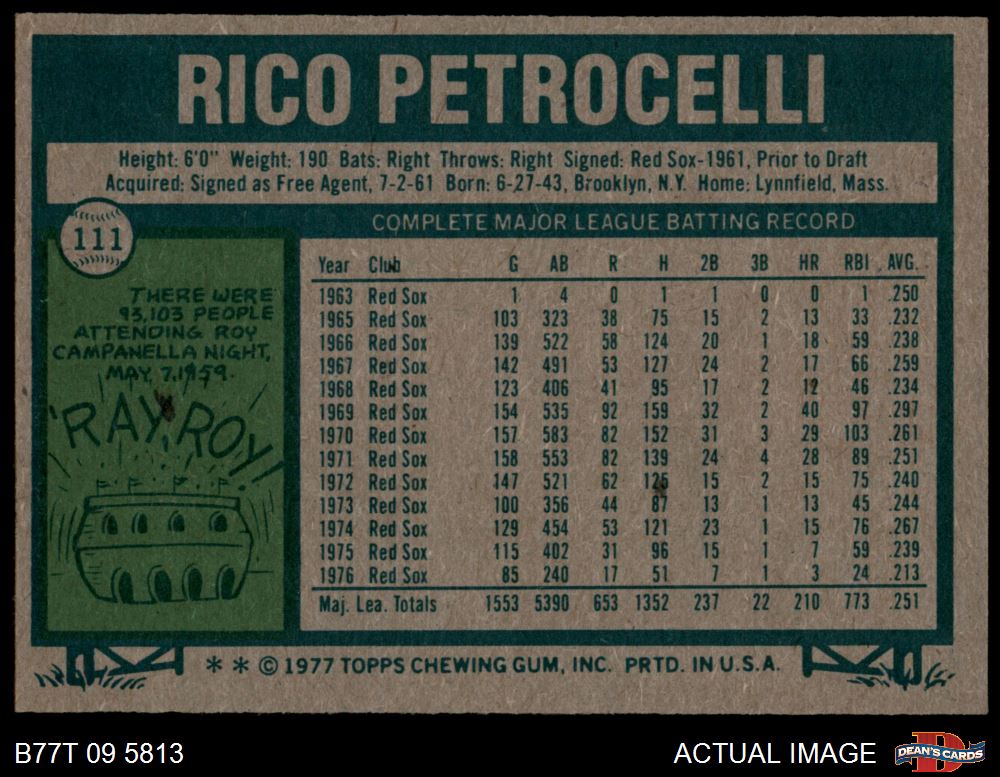 RICO PETROCELLI
Height: 6'0" Weight: 190 Bats: Right Throws: Right Signed: Red Sox-1961, Prior to Draft
Acquired: Signed as Free Agent, 7-2-61 Born: 6-27-43, Brooklyn, N.Y. Home: Lynnfield, Mass.
111
COMPLETE MAJOR LEAGUE BATTING RECORD
THERE WERE
93,103 PEOPLE
ATTENDING ROY
CAMPANELLA NIGHT,
MAY, 7, 1959.
'RAY, ROY!
Year Club G AB R H 2B 3B HR RBI AVG.
1963 Red Sox 1 4 0 1 1 0 0 1 .250
1965 Red Sox 103 323 38 75 15 2 13 33 .232
1966 Red Sox 139 522 58 124 20 1 18 59 .238
1967 Red Sox 142 491 53 127 24 2 17 66 .259
1968 Red Sox 123 406 41 95 17 2 12 46 .234
1969 Red Sox 154 535 92 159 32 2 40 97 .297
1970 Red Sox 157 583 82 152 31 3 29 103 .261
1971 Red Sox 158 553 82 139 24 4 28 89 .251
1972 Red Sox 147 521 62 125 15 2 15 75 .240
1973 Red Sox 100 356 44 87 13 1 13 45 .244
1974 Red Sox 129 454 53 121 23 1 15 76 .267
1975 Red Sox 115 402 31 96 15 1 7 59 .239
1976 Red Sox 85 240 17 51 7 1 3 24 .213
Maj. Lea. Totals 1553 5390 653 1352 237 22 210 773 .251
* * © 1977 TOPPS CHEWING GUM, INC. PRTD. IN U.S.A.
B77T 09 5813
ACTUAL IMAGE
D
DEAN'S CARDS